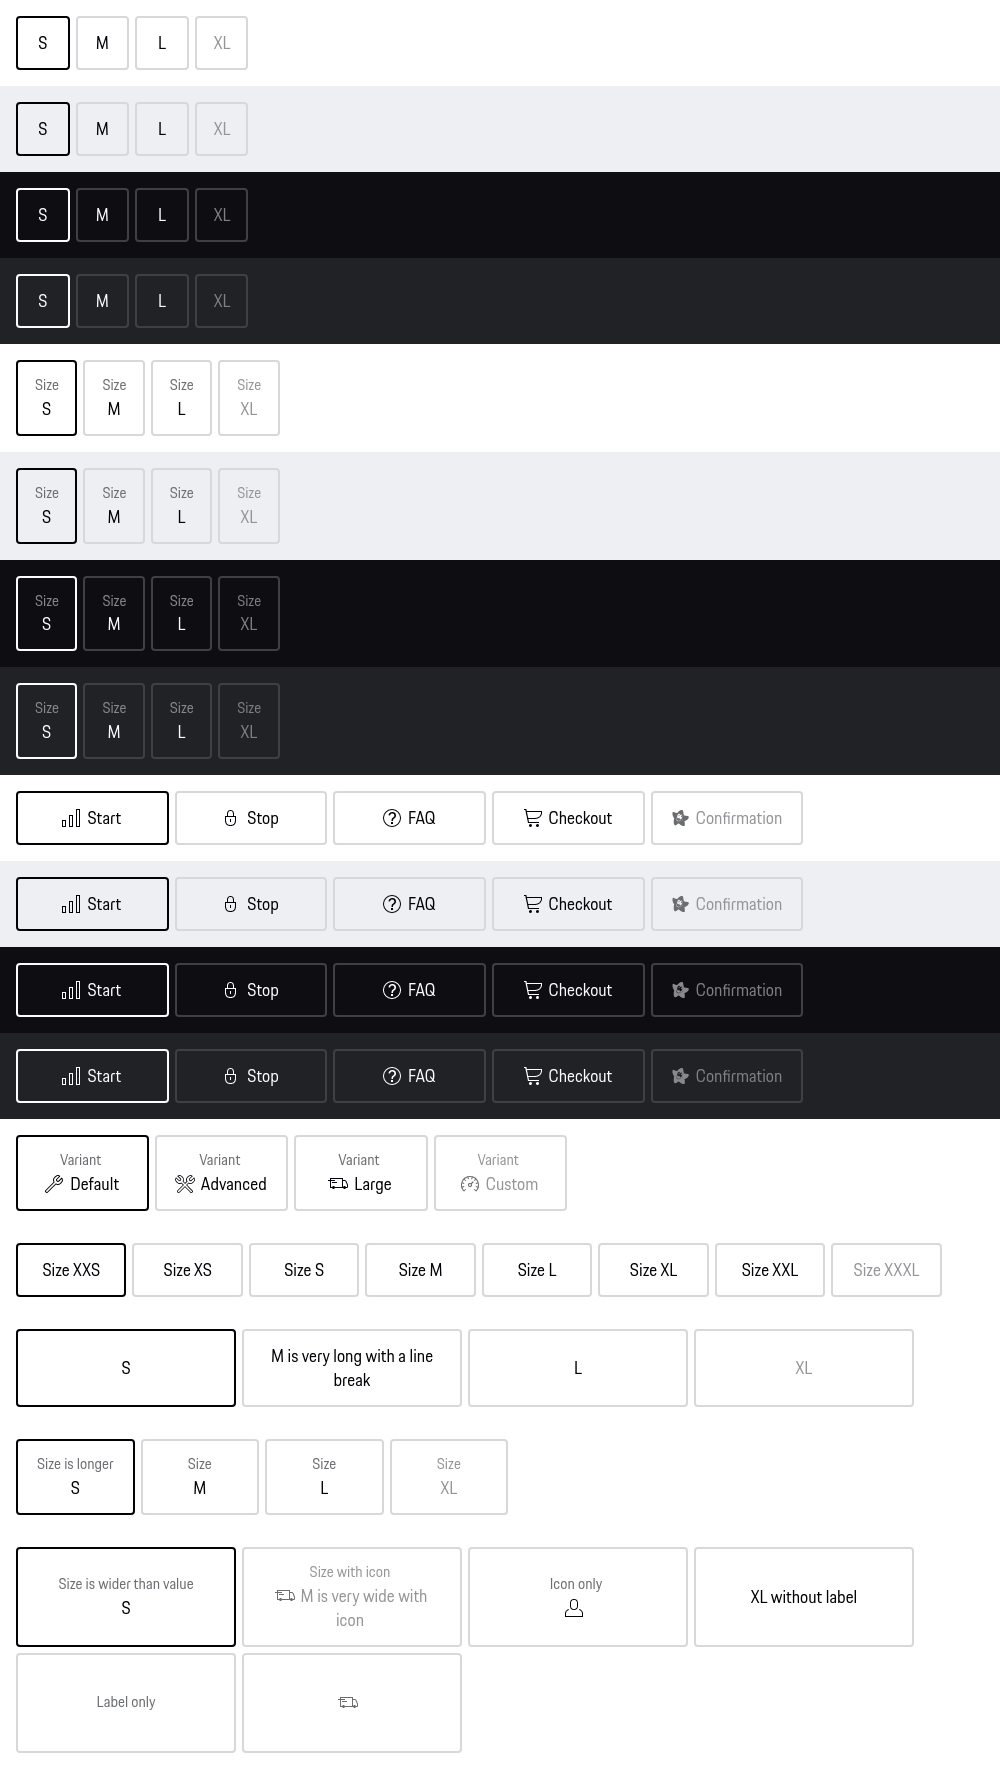 S M L XL
S M L XL
S M L XL
S M L XL
Size Size Size Size
S M L XL
Size Size Size Size
S M L XL
Size Size Size Size
S M L XL
Size Size Size Size
S M L XL
Start Stop FAQ Checkout Confirmation
Start Stop FAQ Checkout Confirmation
Start Stop FAQ Checkout Confirmation
Start Stop FAQ Checkout Confirmation
Variant Variant Variant Variant
Default Advanced Large Custom
Size XXS Size XS Size S Size M Size L Size XL Size XXL Size XXXL
S
M is very long with a line
break
L
XL
Size is longer Size Size Size
S M L XL
Size is wider than value
S
Size with icon
M is very wide with
icon
Icon only
XL without label
Label only